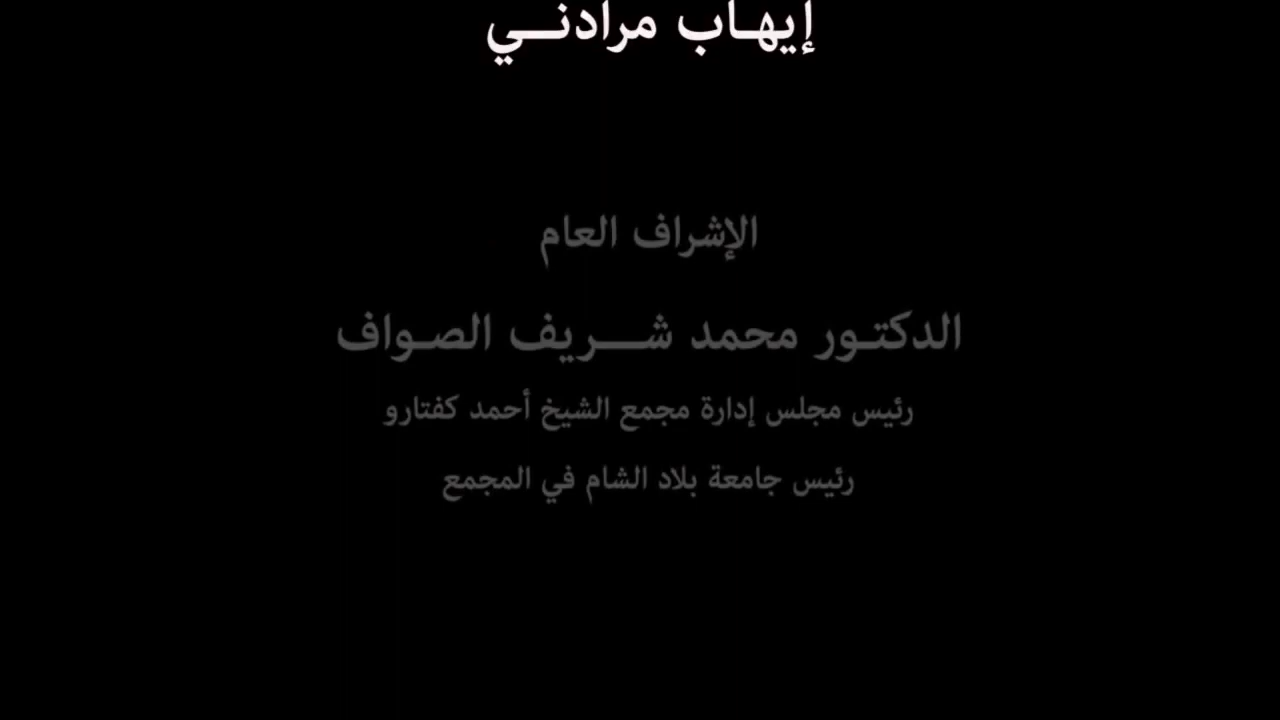 إيهاب مرادني
الإشراف العام
الدكتور محمد شريف الصواف
رئيس مجلس إدارة مجمع الشيخ أحمد كفتارو
رئيس جامعة بلاد الشام في المجمع